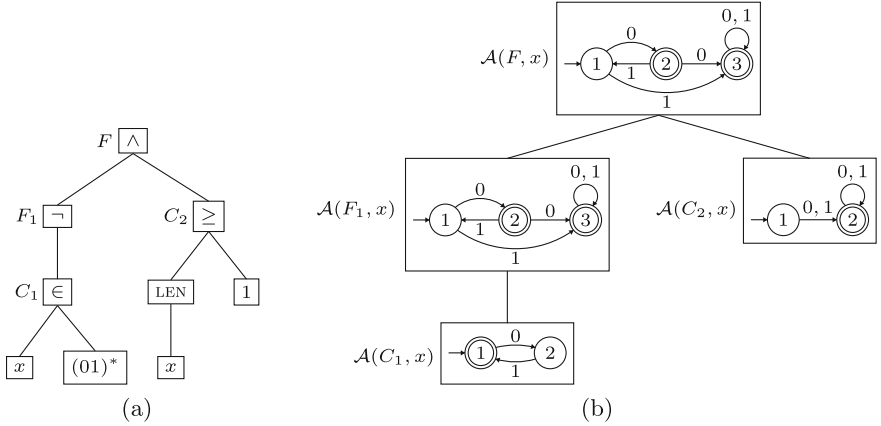 F ∧
F₁ ¬
C₂ ≥
C₁ ∈
LEN
1
x
(01)*
x
(a)
𝒜(F, x)
1
2
3
0
1
0
1
0, 1
𝒜(F₁, x)
1
2
3
0
1
0
1
0, 1
𝒜(C₂, x)
1
2
0, 1
0, 1
𝒜(C₁, x)
1
2
0
1
(b)